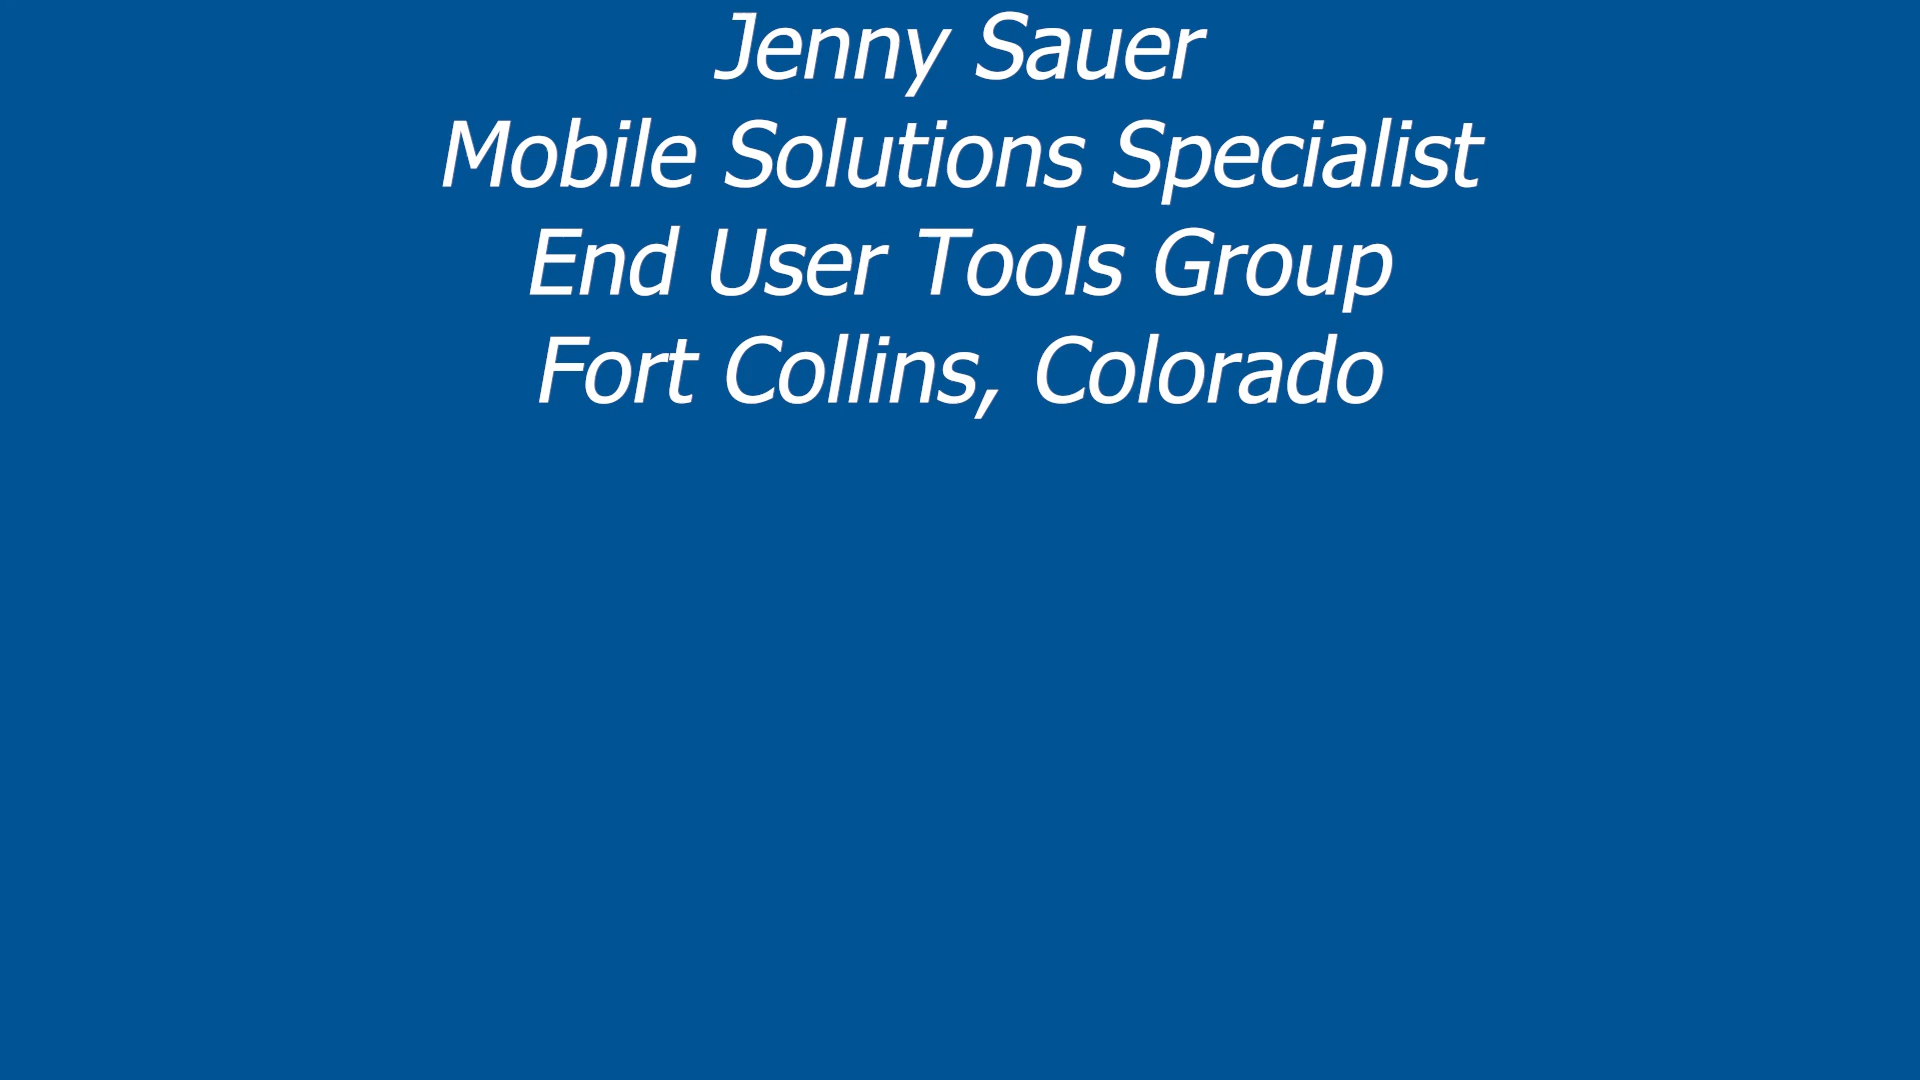 Jenny Sauer
Mobile Solutions Specialist
End User Tools Group
Fort Collins, Colorado